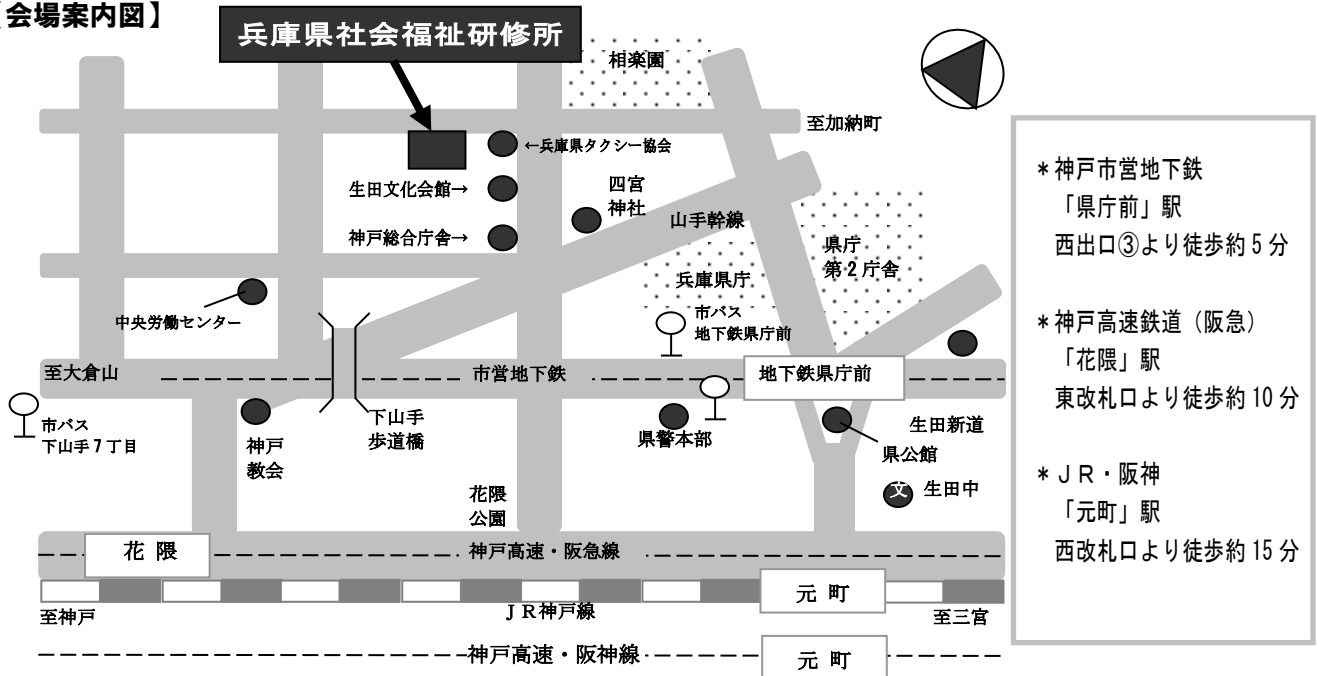 【会場案内図】
兵庫県社会福祉研修所
相楽園
至加納町
←兵庫県タクシー協会
生田文化会館→
四宮
神社
山手幹線
神戸総合庁舎→
県庁
第2庁舎
兵庫県庁
中央労働センター
市バス
地下鉄県庁前
至大倉山
市営地下鉄
地下鉄県庁前
市バス
下山手7丁目
神戸
教会
下山手
歩道橋
県警本部
生田新道
県公館
文 生田中
花隈
公園
花 隈
神戸高速・阪急線
元 町
至神戸
JR神戸線
至三宮
神戸高速・阪神線
元 町
*神戸市営地下鉄
「県庁前」駅
西出口③より徒歩約5分
*神戸高速鉄道(阪急)
「花隈」駅
東改札口より徒歩約10分
*JR・阪神
「元町」駅
西改札口より徒歩約15分